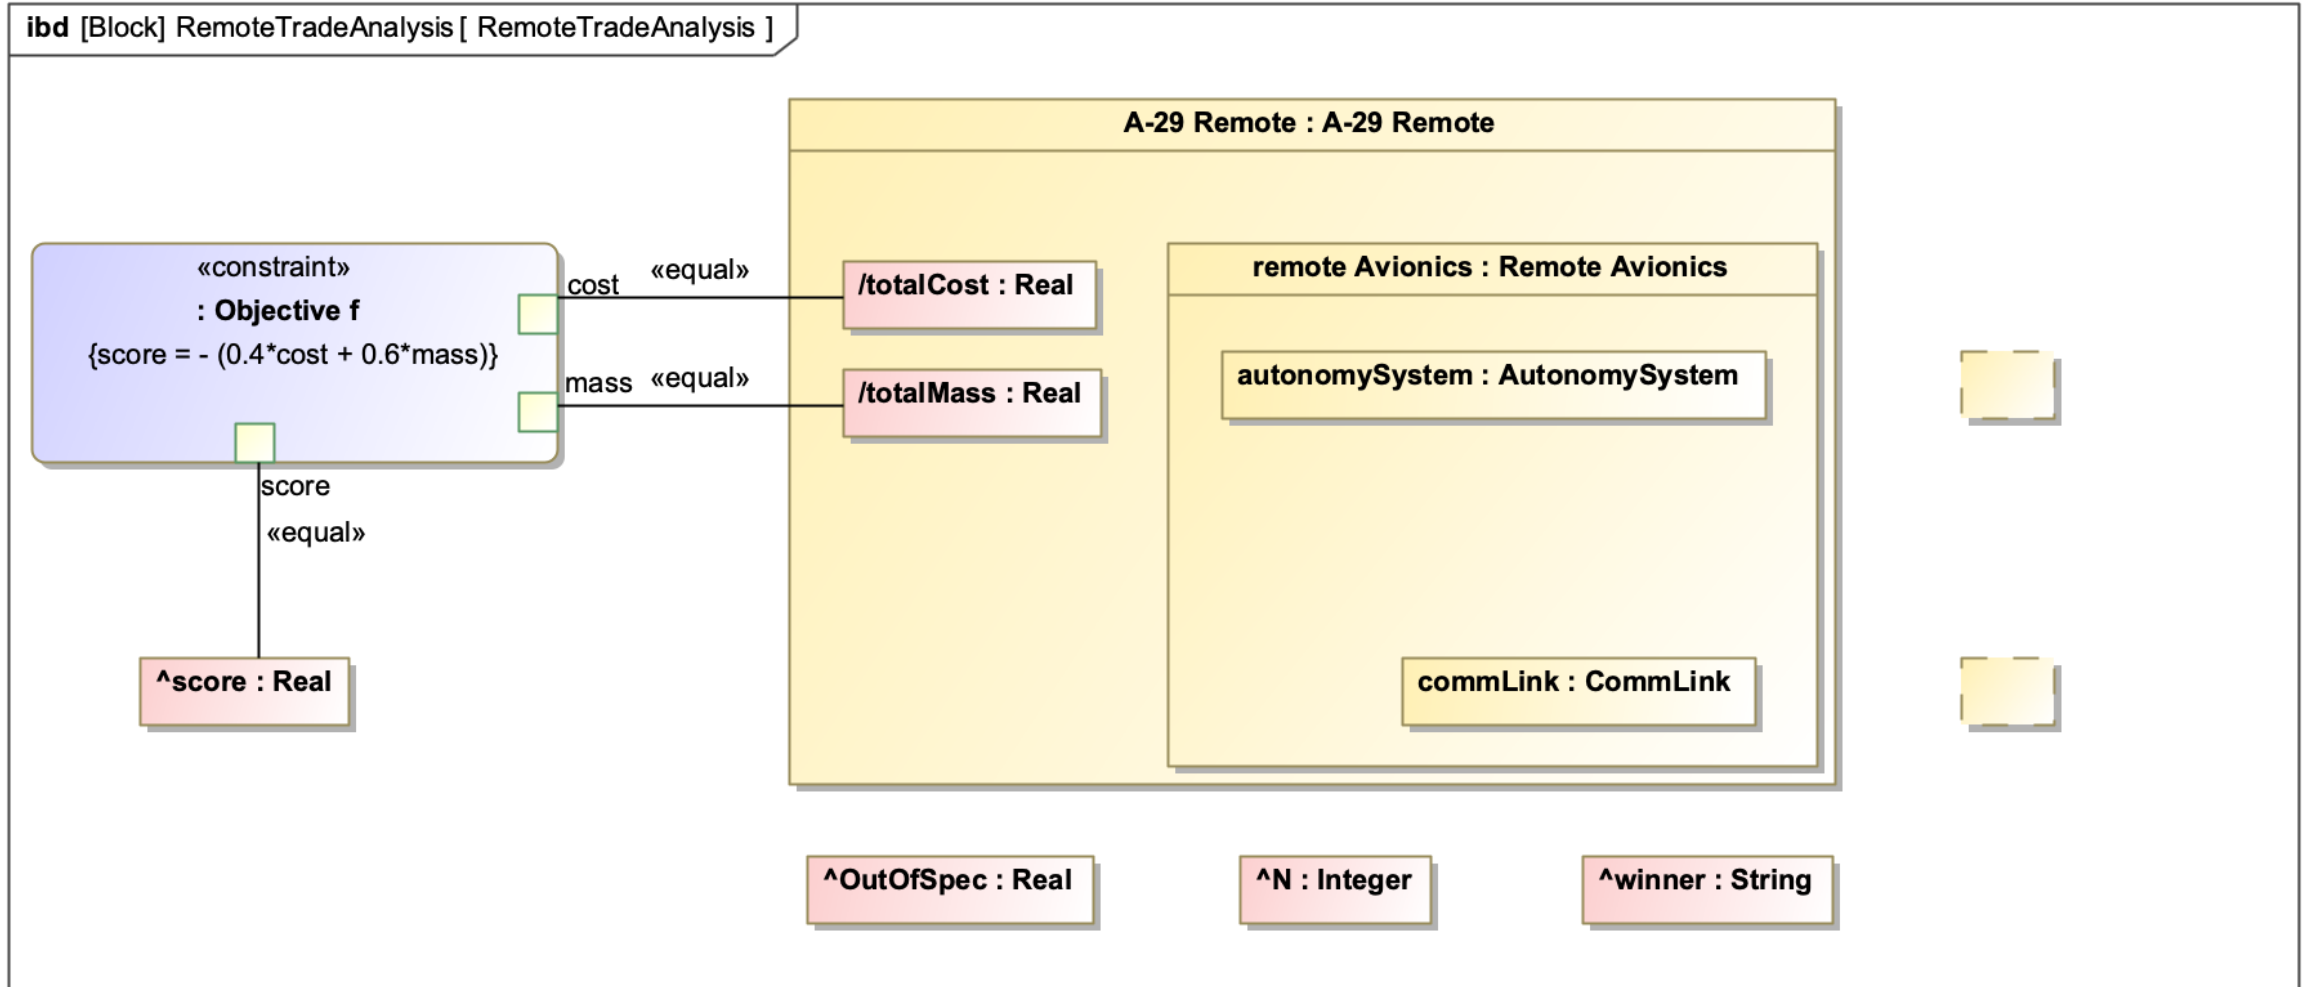 ibd [Block] RemoteTradeAnalysis [ RemoteTradeAnalysis ]
A-29 Remote : A-29 Remote
«constraint»
: Objective f
{score = - (0.4*cost + 0.6*mass)}
cost
«equal»
/totalCost : Real
mass
«equal»
/totalMass : Real
remote Avionics : Remote Avionics
autonomySystem : AutonomySystem
commLink : CommLink
score
«equal»
^score : Real
^OutOfSpec : Real
^N : Integer
^winner : String